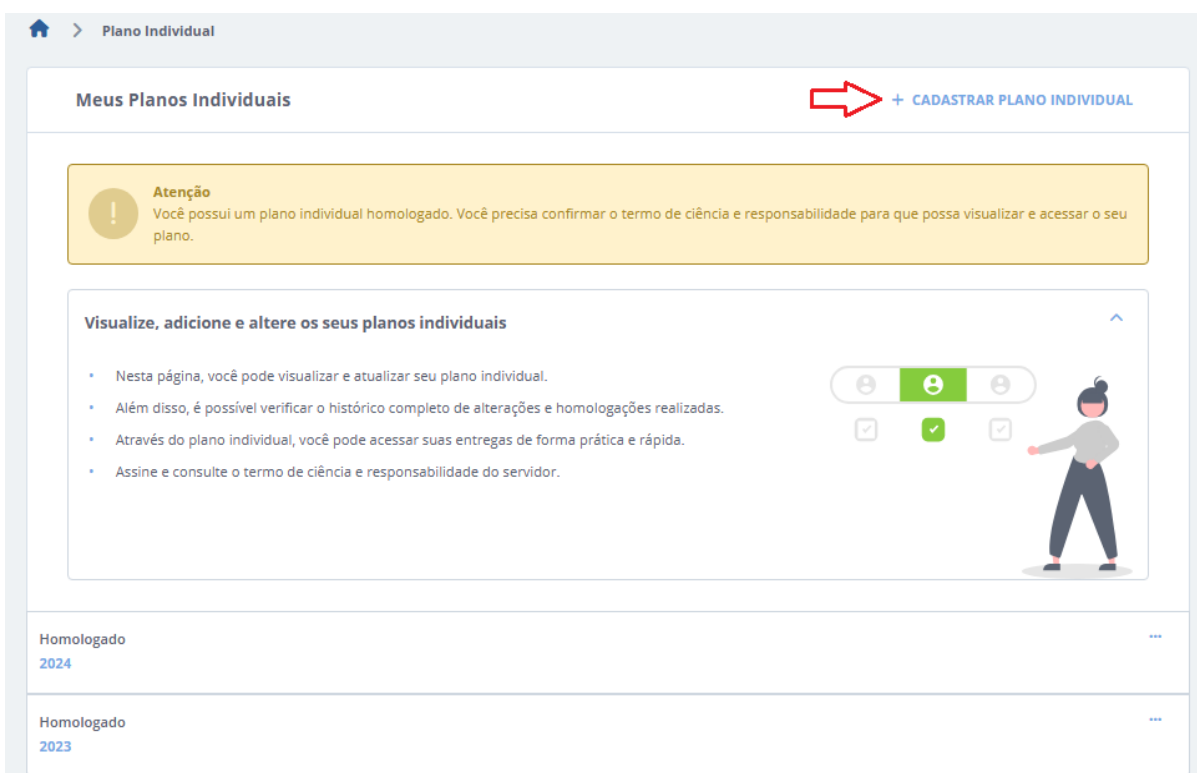 Plano Individual
Meus Planos Individuais
+ CADASTRAR PLANO INDIVIDUAL
Atenção
Você possui um plano individual homologado. Você precisa confirmar o termo de ciência e responsabilidade para que possa visualizar e acessar o seu
plano.
Visualize, adicione e altere os seus planos individuais
• Nesta página, você pode visualizar e atualizar seu plano individual.
• Além disso, é possível verificar o histórico completo de alterações e homologações realizadas.
• Através do plano individual, você pode acessar suas entregas de forma prática e rápida.
• Assine e consulte o termo de ciência e responsabilidade do servidor.
Homologado
2024
Homologado
2023